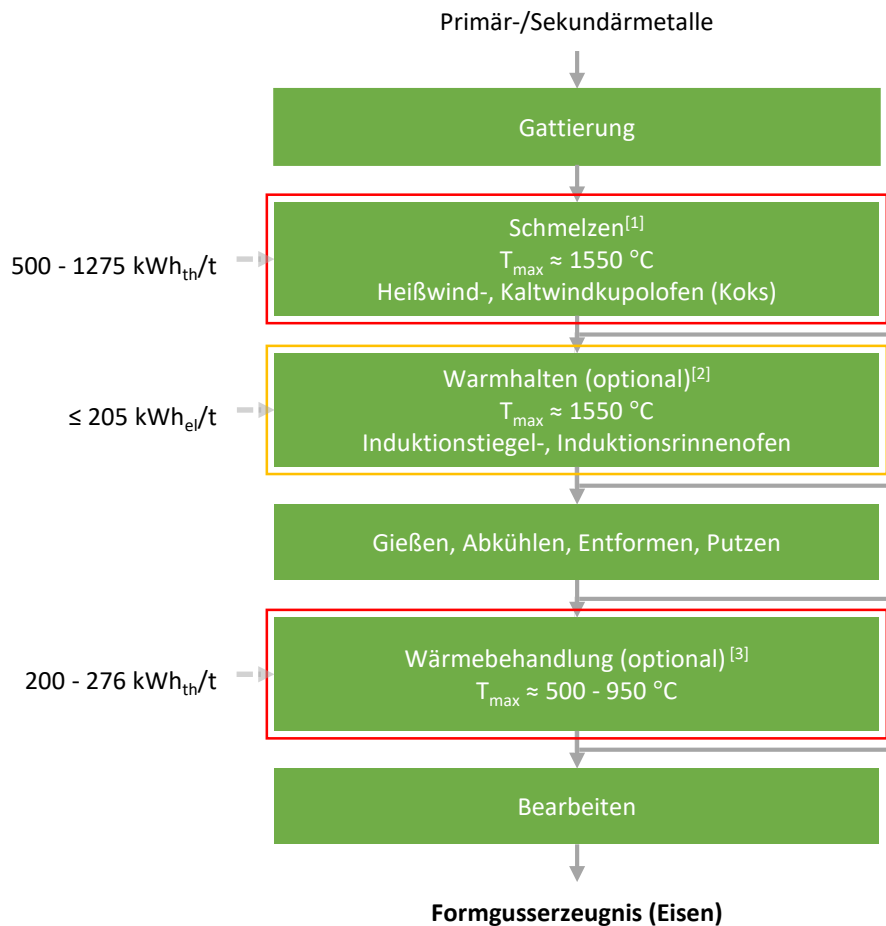 Primär-/Sekundärmetalle
Gattierung
Schmelzen[1]
Tmax ≈ 1550 °C
Heißwind-, Kaltwindkupolofen (Koks)
500 - 1275 kWhth/t
Warmhalten (optional)[2]
Tmax ≈ 1550 °C
Induktionstiegel-, Induktionsrinnenofen
≤ 205 kWhel/t
Gießen, Abkühlen, Entformen, Putzen
Wärmebehandlung (optional) [3]
Tmax ≈ 500 - 950 °C
200 - 276 kWhth/t
Bearbeiten
Formgusserzeugnis (Eisen)